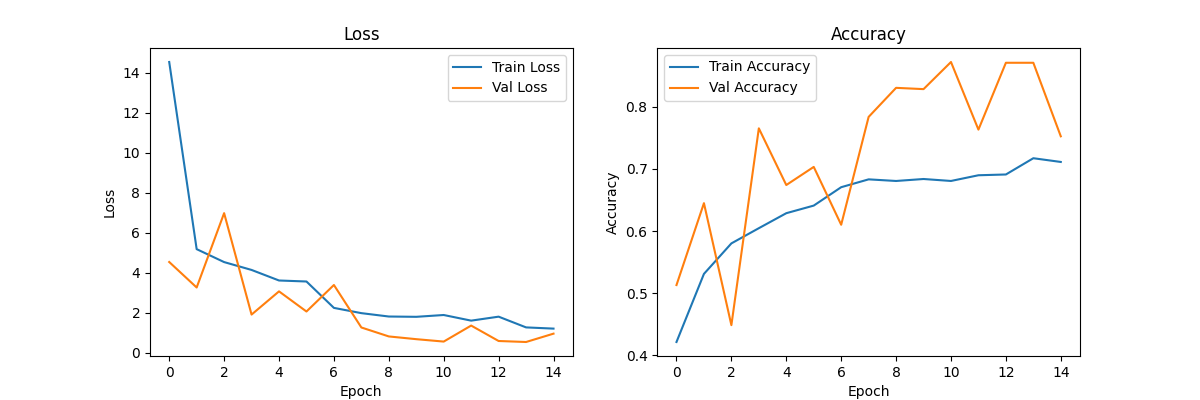 Loss
Train Loss
Val Loss
14
12
10
8
6
4
2
0
Loss
0 2 4 6 8 10 12 14
Epoch
Accuracy
Train Accuracy
Val Accuracy
0.8
0.7
0.6
0.5
0.4
Accuracy
0 2 4 6 8 10 12 14
Epoch